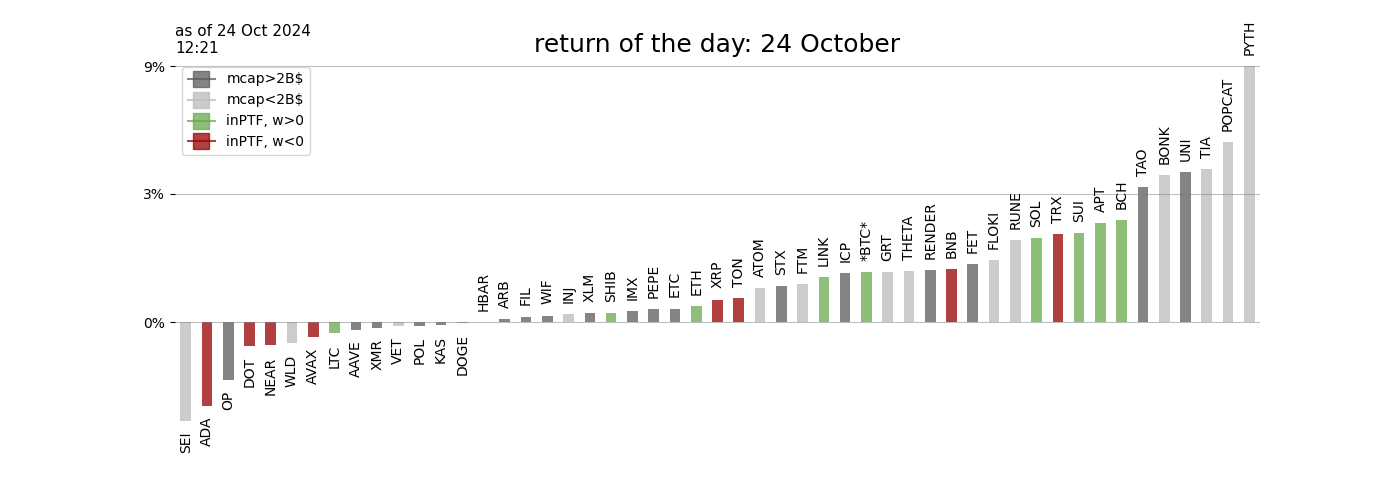 as of 24 Oct 2024
12:21
return of the day: 24 October
9%
3%
0%
mcap>2B$
mcap<2B$
inPTF, w>0
inPTF, w<0
SEI
ADA
OP
DOT
NEAR
WLD
AVAX
LTC
AAVE
XMR
VET
POL
KAS
DOGE
HBAR
ARB
FIL
WIF
INJ
XLM
SHIB
IMX
PEPE
ETC
ETH
XRP
TON
ATOM
STX
FTM
LINK
ICP
*BTC*
GRT
THETA
RENDER
BNB
FET
FLOKI
RUNE
SOL
TRX
SUI
APT
BCH
TAO
BONK
UNI
TIA
POPCAT
PYTH